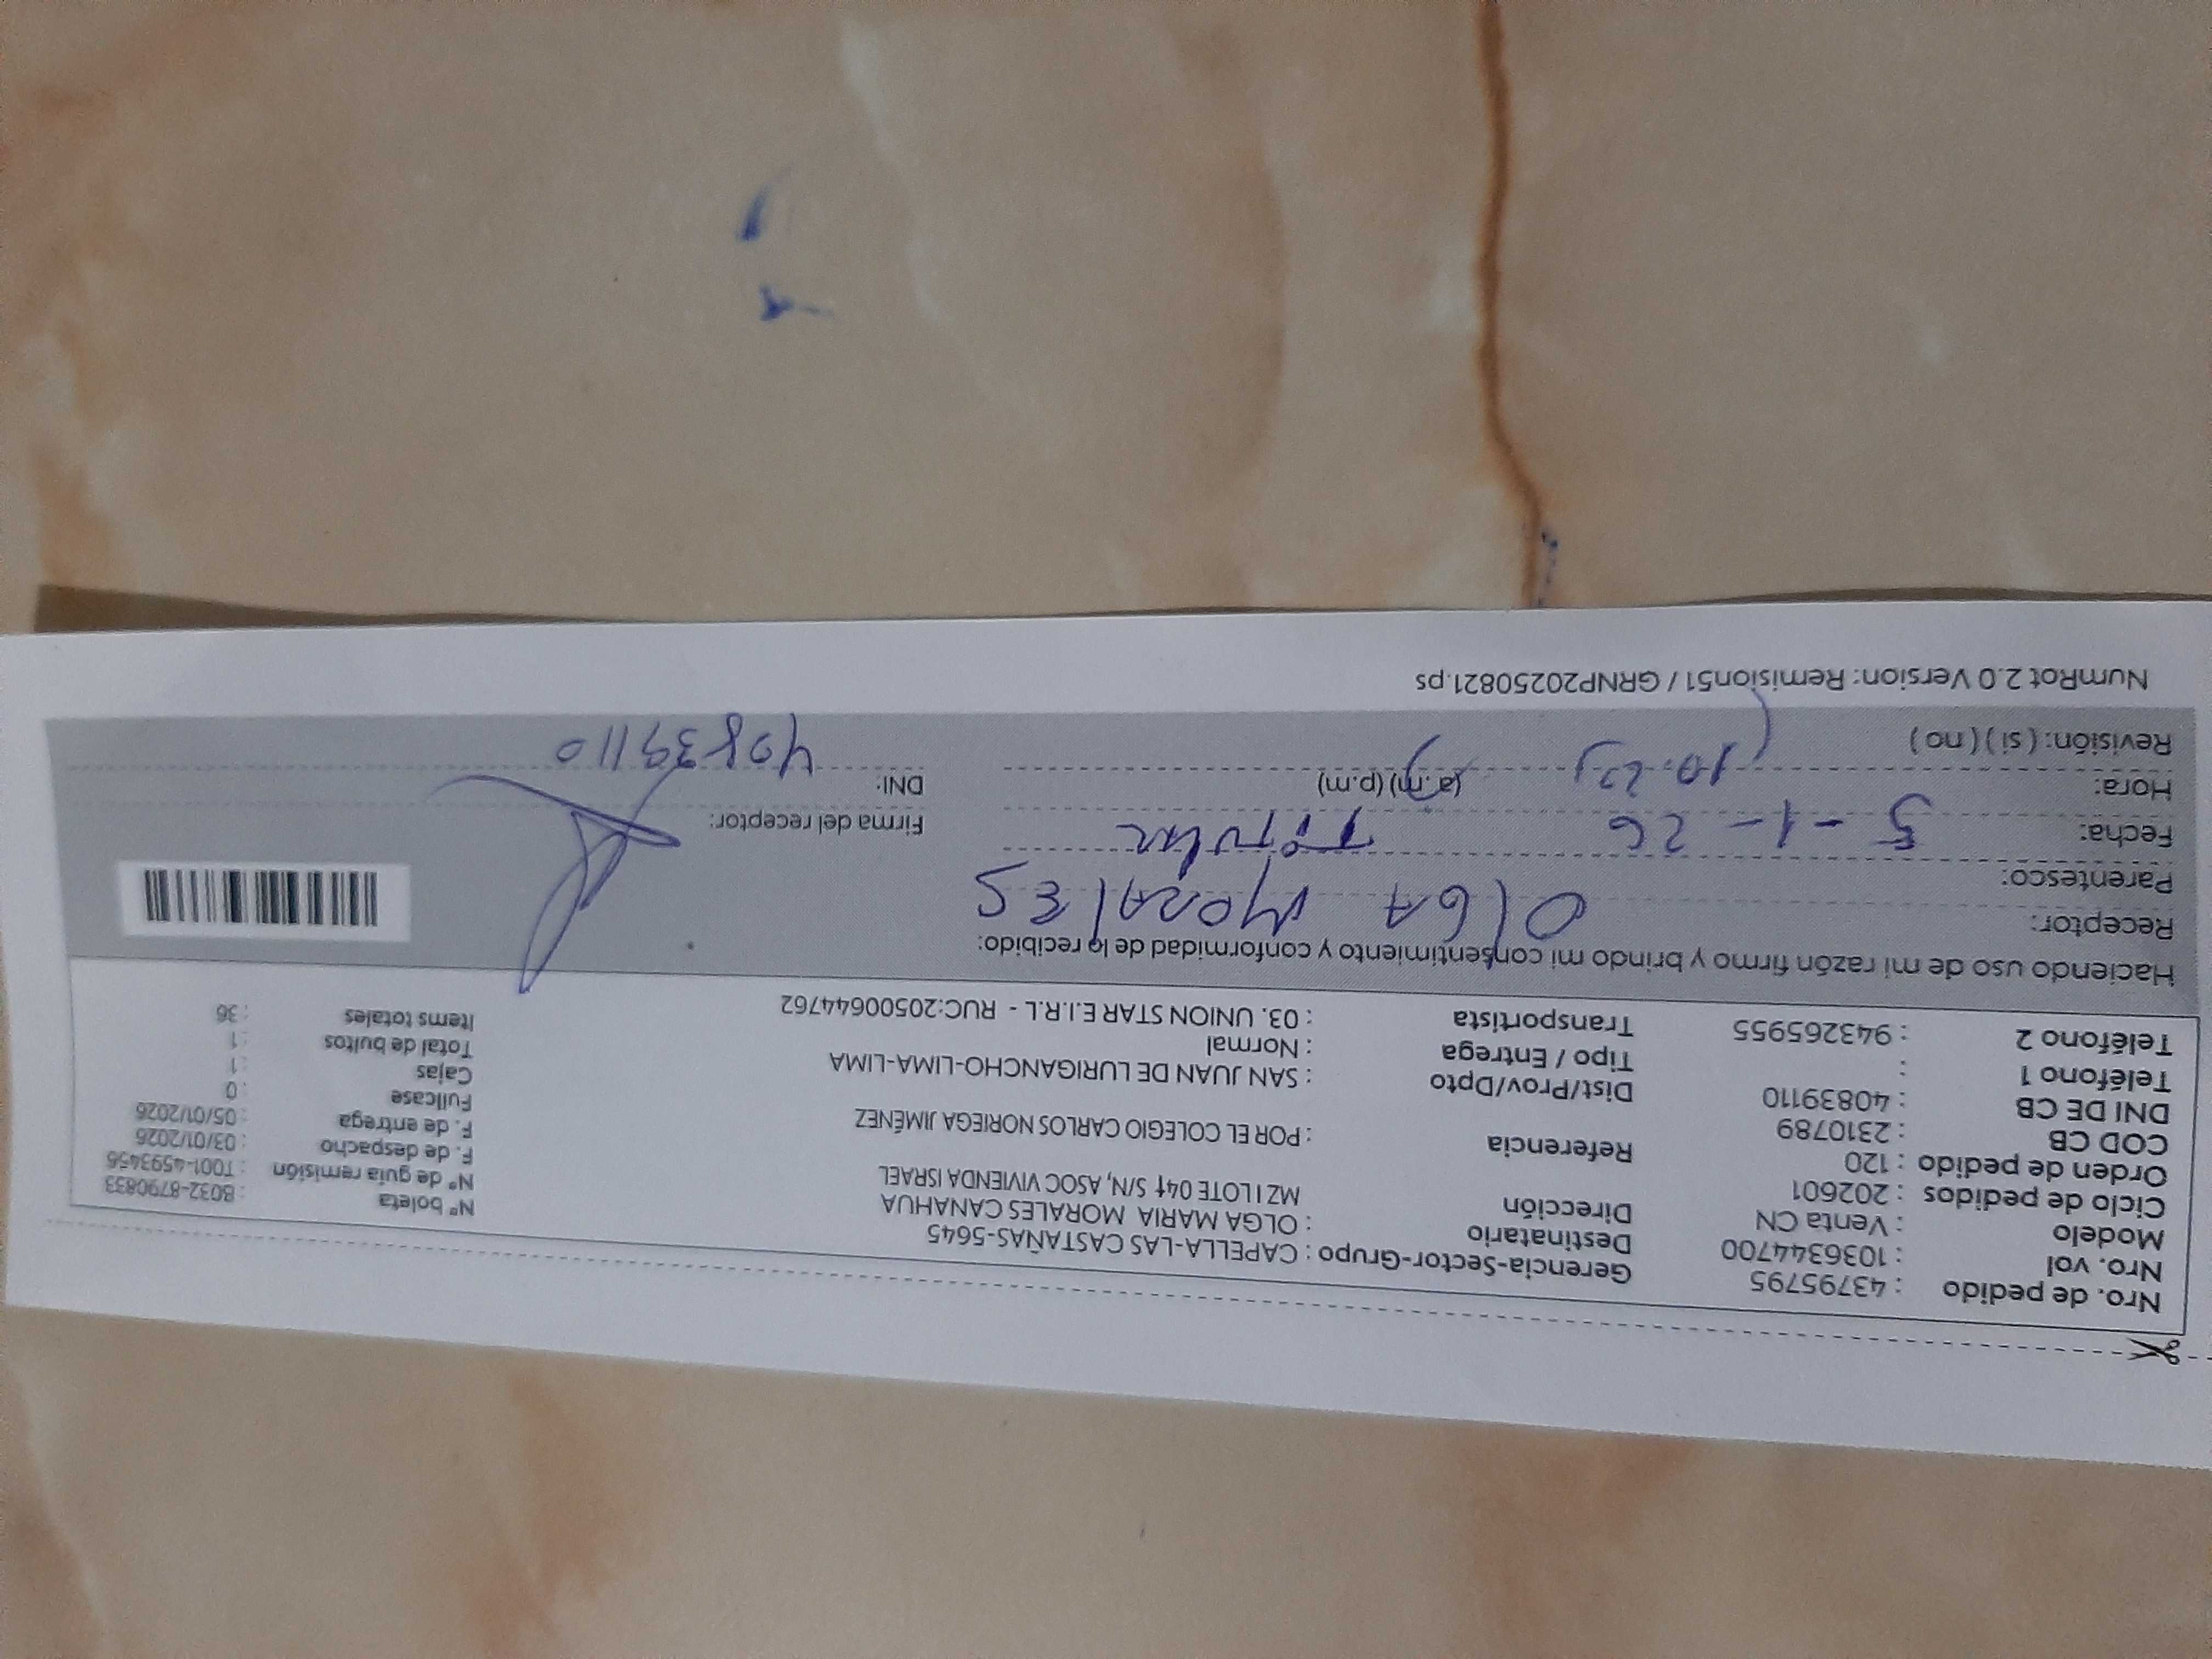 Nro. de pedido : 43795795 Gerencia-Sector-Grupo : CAPELLA-LAS CASTAÑAS-5645 N° boleta : B032-8790833
Nro. vol : 1036344700 Destinatario : OLGA MARIA MORALES CANAHUA N° de guia remisión : T001-4593456
Modelo : Venta CN Dirección MZ I LOTE 04† S/N, ASOC VIVIENDA ISRAEL F. de despacho : 03/01/2026
Ciclo de pedidos : 202601 F. de entrega : 05/01/2026
Orden de pedido : 120 Referencia : POR EL COLEGIO CARLOS NORIEGA JIMÉNEZ Fullcase : 0
COD CB : 2310789 Cajas : 1
DNI DE CB : 40839110 Dist/Prov/Dpto : SAN JUAN DE LURIGANCHO-LIMA-LIMA Total de bultos : 1
Teléfono 1 : Tipo / Entrega : Normal Items totales : 36
Teléfono 2 : 943265955 Transportista : 03. UNION STAR E.I.R.L - RUC:20500644762
Haciendo uso de mi razón firmo y brindo mi consentimiento y conformidad de lo recibido:
Receptor: OlGA MORAlES
Parentesco: Titular
Fecha: 5-1-26 Firma del receptor:
Hora: (a.m) (p.m) DNI: 40839110
Revisión: ( si ) ( no )
NumRot 2.0 Version: Remision51 / GRNP20250821.ps